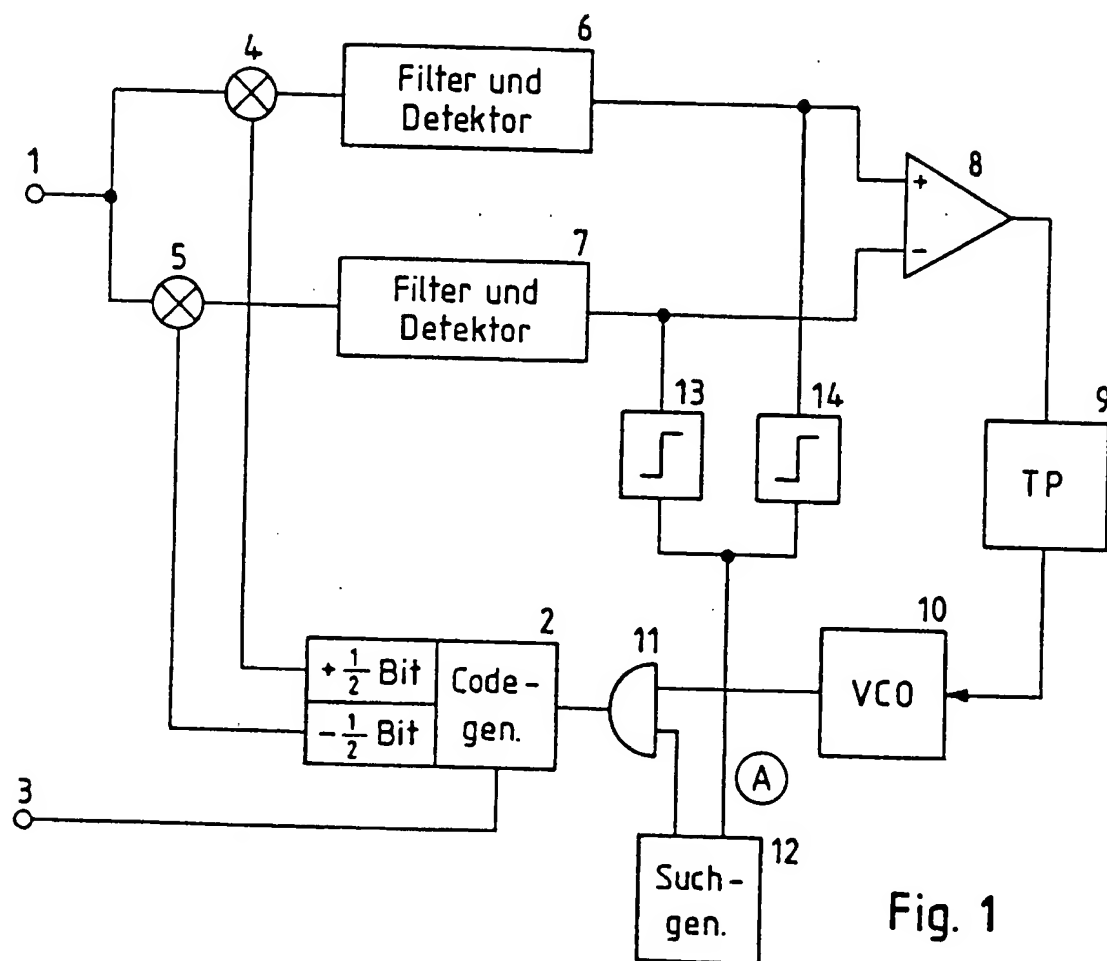 6
4
Filter und
Detektor
1
8
+
5
7
−
Filter und
Detektor
13
14
9
TP
2
11
10
+ 1/2 Bit
Code-
gen.
VCO
− 1/2 Bit
3
A
12
Such-
gen.
Fig. 1